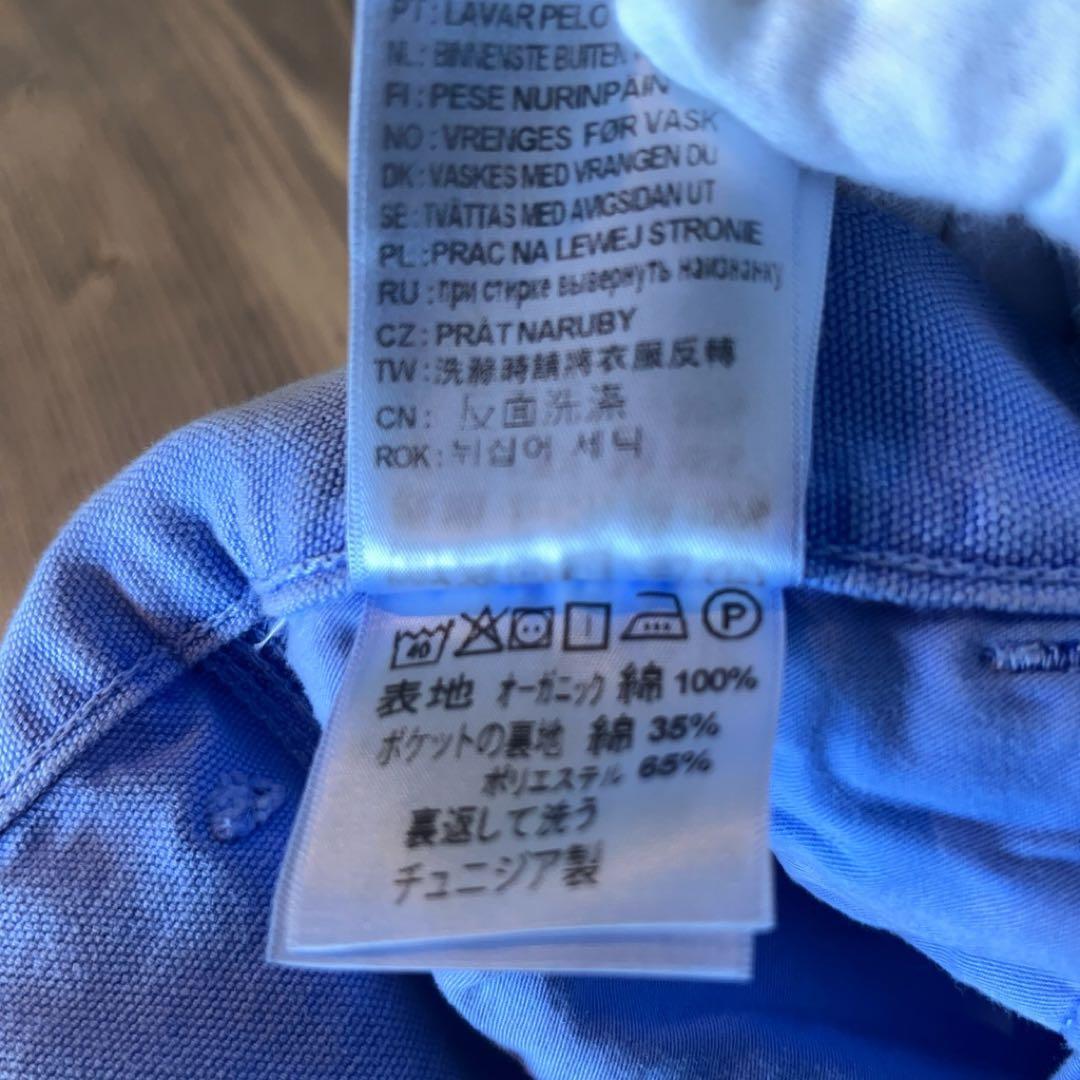 PT : LAVAR PELO
NL : BINNENSTE BUITEN
FI : PESE NURINPÄIN
NO : VRENGES FØR VASK
DK : VASKES MED VRANGEN UD
SE : TVÄTTAS MED AVIGSIDAN UT
PL : PRAĆ NA LEWEJ STRONIE
RU : при стирке вывернуть наизнанку
CZ : PRÁT NARUBY
TW : 洗滌時請將衣服反轉
CN : 反面洗滌
ROK : 뒤집어 세탁
40 P
表地 オーガニック 綿 100%
ポケットの裏地 綿 35%
ポリエステル 65%
裏返して洗う
チュニジア製